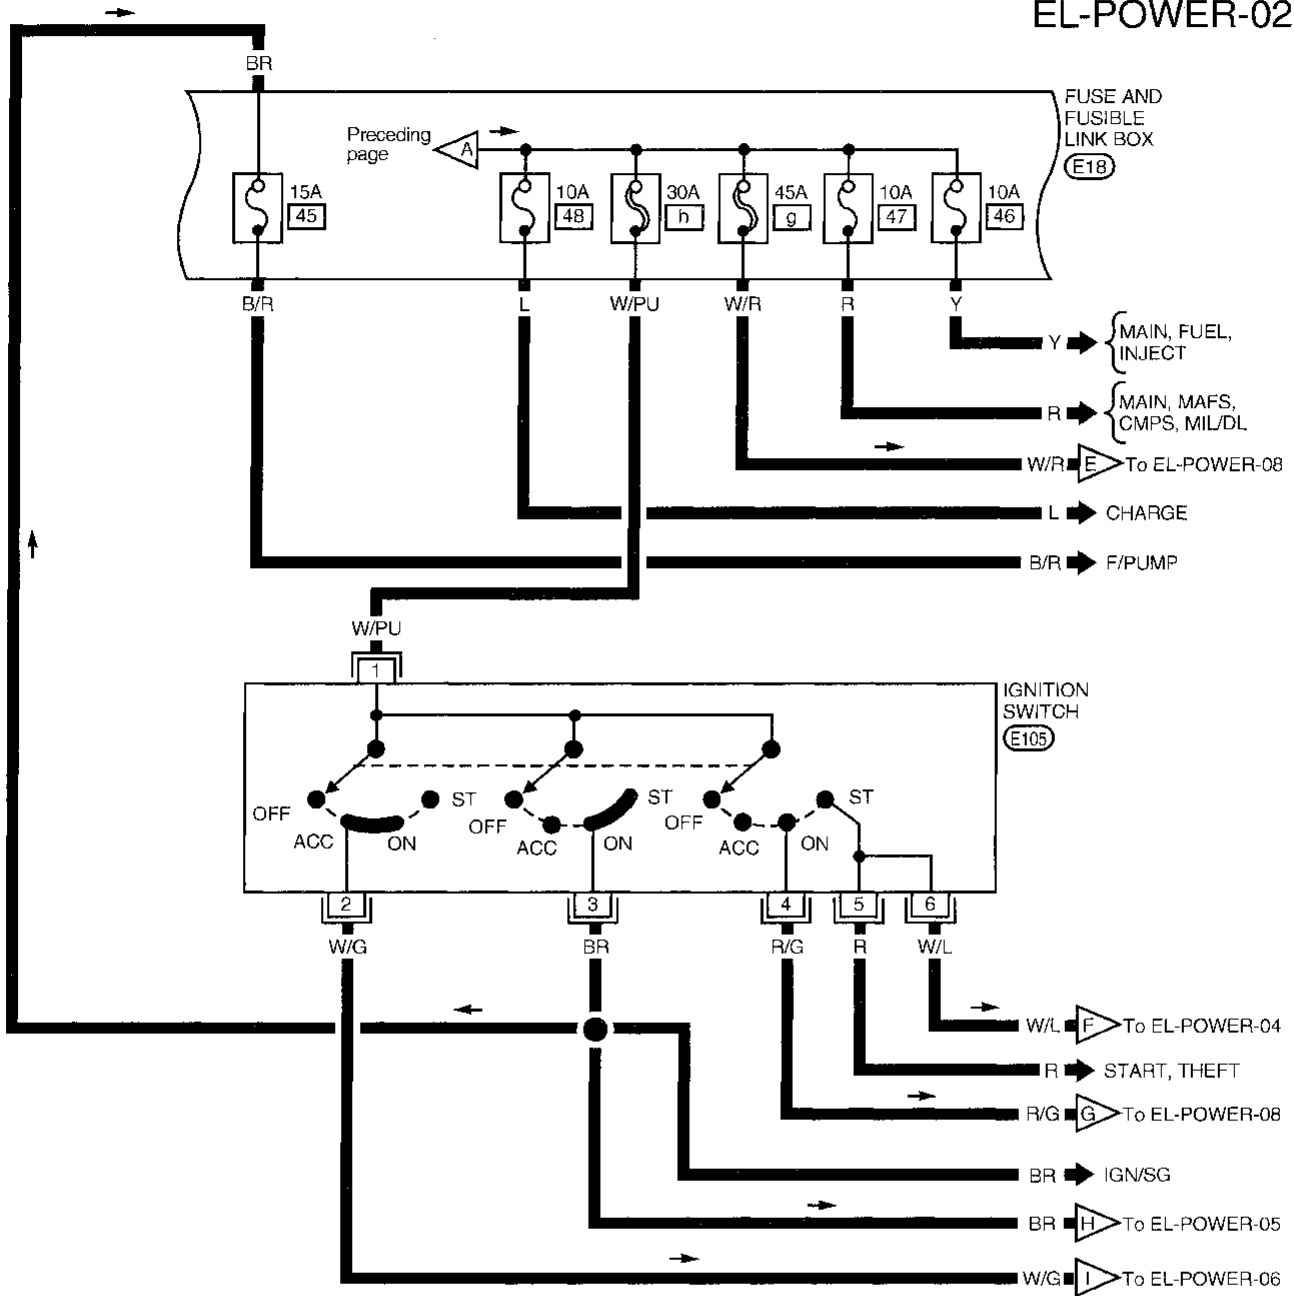 EL-POWER-02
BR
FUSE AND
FUSIBLE
LINK BOX
E18
Preceding
page
A
15A
45
10A
48
30A
h
45A
g
10A
47
10A
46
B/R
L
W/PU
W/R
R
Y
Y
MAIN, FUEL,
INJECT
R
MAIN, MAFS,
CMPS, MIL/DL
W/R
E
To EL-POWER-08
L
CHARGE
B/R
F/PUMP
W/PU
1
IGNITION
SWITCH
E105
OFF
ACC
ON
ST
OFF
ACC
ON
ST
OFF
ACC
ON
ST
2
3
4
5
6
W/G
BR
R/G
R
W/L
W/L
F
To EL-POWER-04
R
START, THEFT
R/G
G
To EL-POWER-08
BR
IGN/SG
BR
H
To EL-POWER-05
W/G
I
To EL-POWER-06